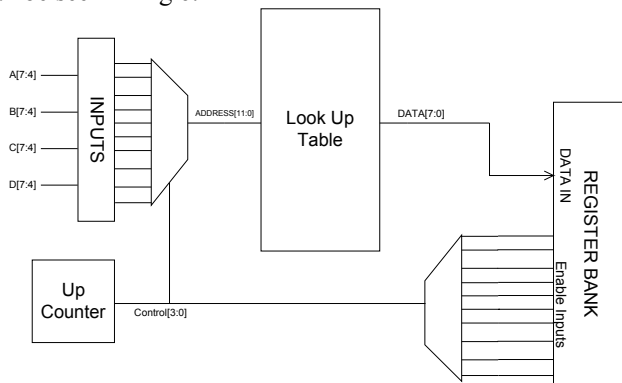 A[7:4]
B[7:4]
C[7:4]
D[7:4]
INPUTS
ADDRESS[11:0]
Look Up
Table
DATA[7:0]
DATA IN
REGISTER BANK
Enable Inputs
Up
Counter
Control[3:0]